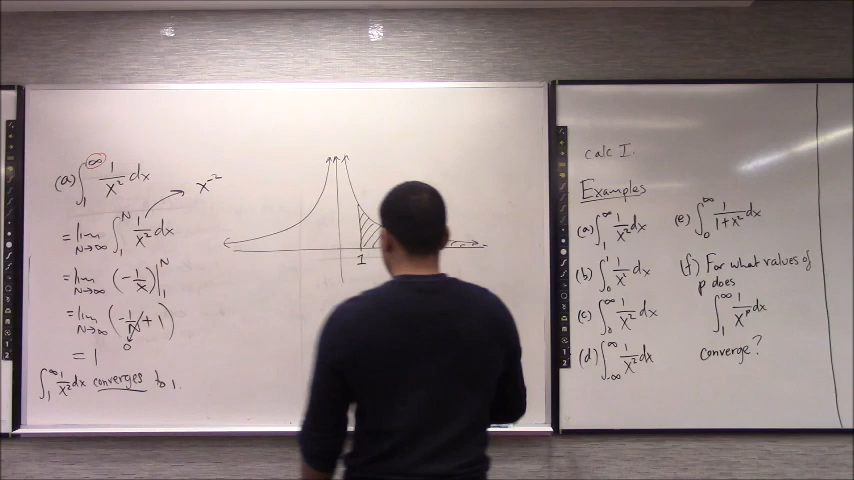 (a) ∫₁^∞ 1/x² dx
x⁻²
= lim N→∞ ∫₁^N 1/x² dx
= lim N→∞ (-1/x)|₁^N
= lim N→∞ (-1/N + 1)
0
= 1
∫₁^∞ 1/x² dx converges to 1.
1
Calc I.
Examples
(a) ∫₁^∞ 1/x² dx
(b) ∫₀^1 1/x² dx
(c) ∫₀^∞ 1/x² dx
(d) ∫₋∞^∞ 1/x² dx
(e) ∫₀^∞ 1/(1+x²) dx
(f) For what values of
p does
∫₁^∞ 1/x^p dx
converge?